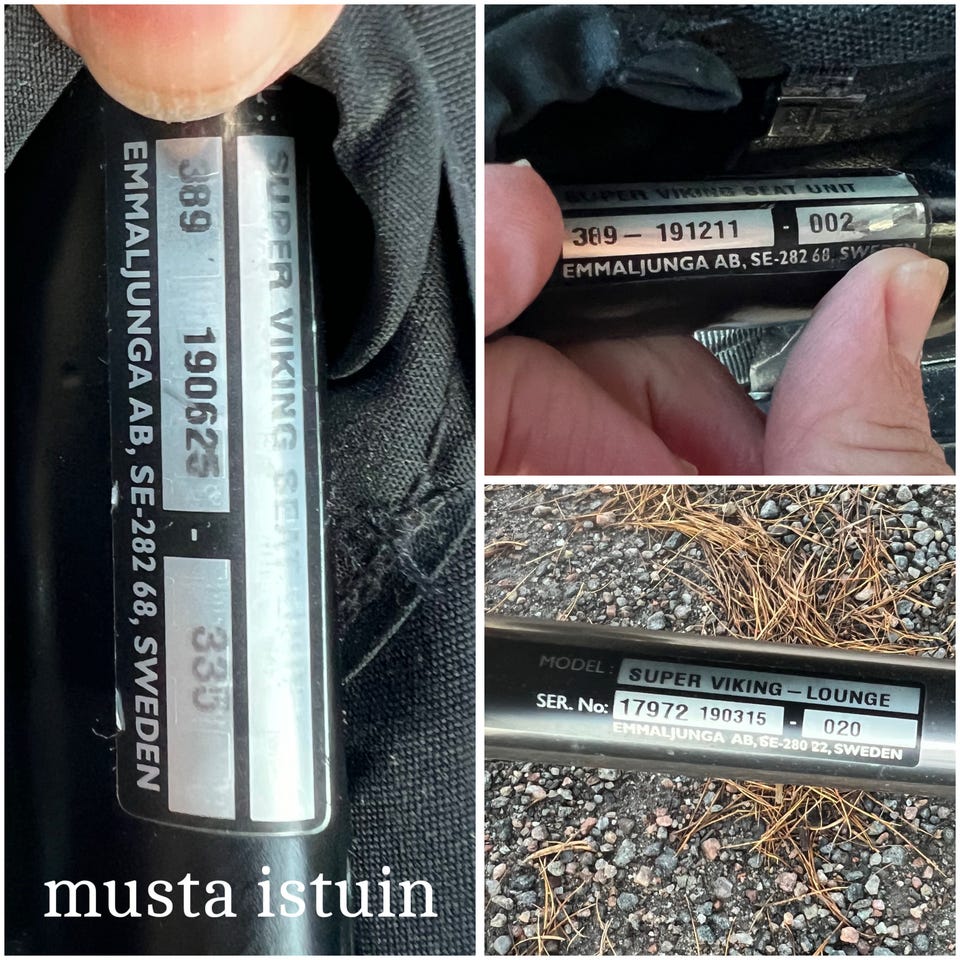 SUPER VIKING SEAT UNIT
389 190625 - 335
EMMALJUNGA AB, SE-282 68, SWEDEN
musta istuin
SUPER VIKING SEAT UNIT
389 - 191211 - 002
EMMALJUNGA AB, SE-282 68, SWEDEN
MODEL: SUPER VIKING - LOUNGE
SER. No: 17972 190315 - 020
EMMALJUNGA AB, SE-280 22, SWEDEN